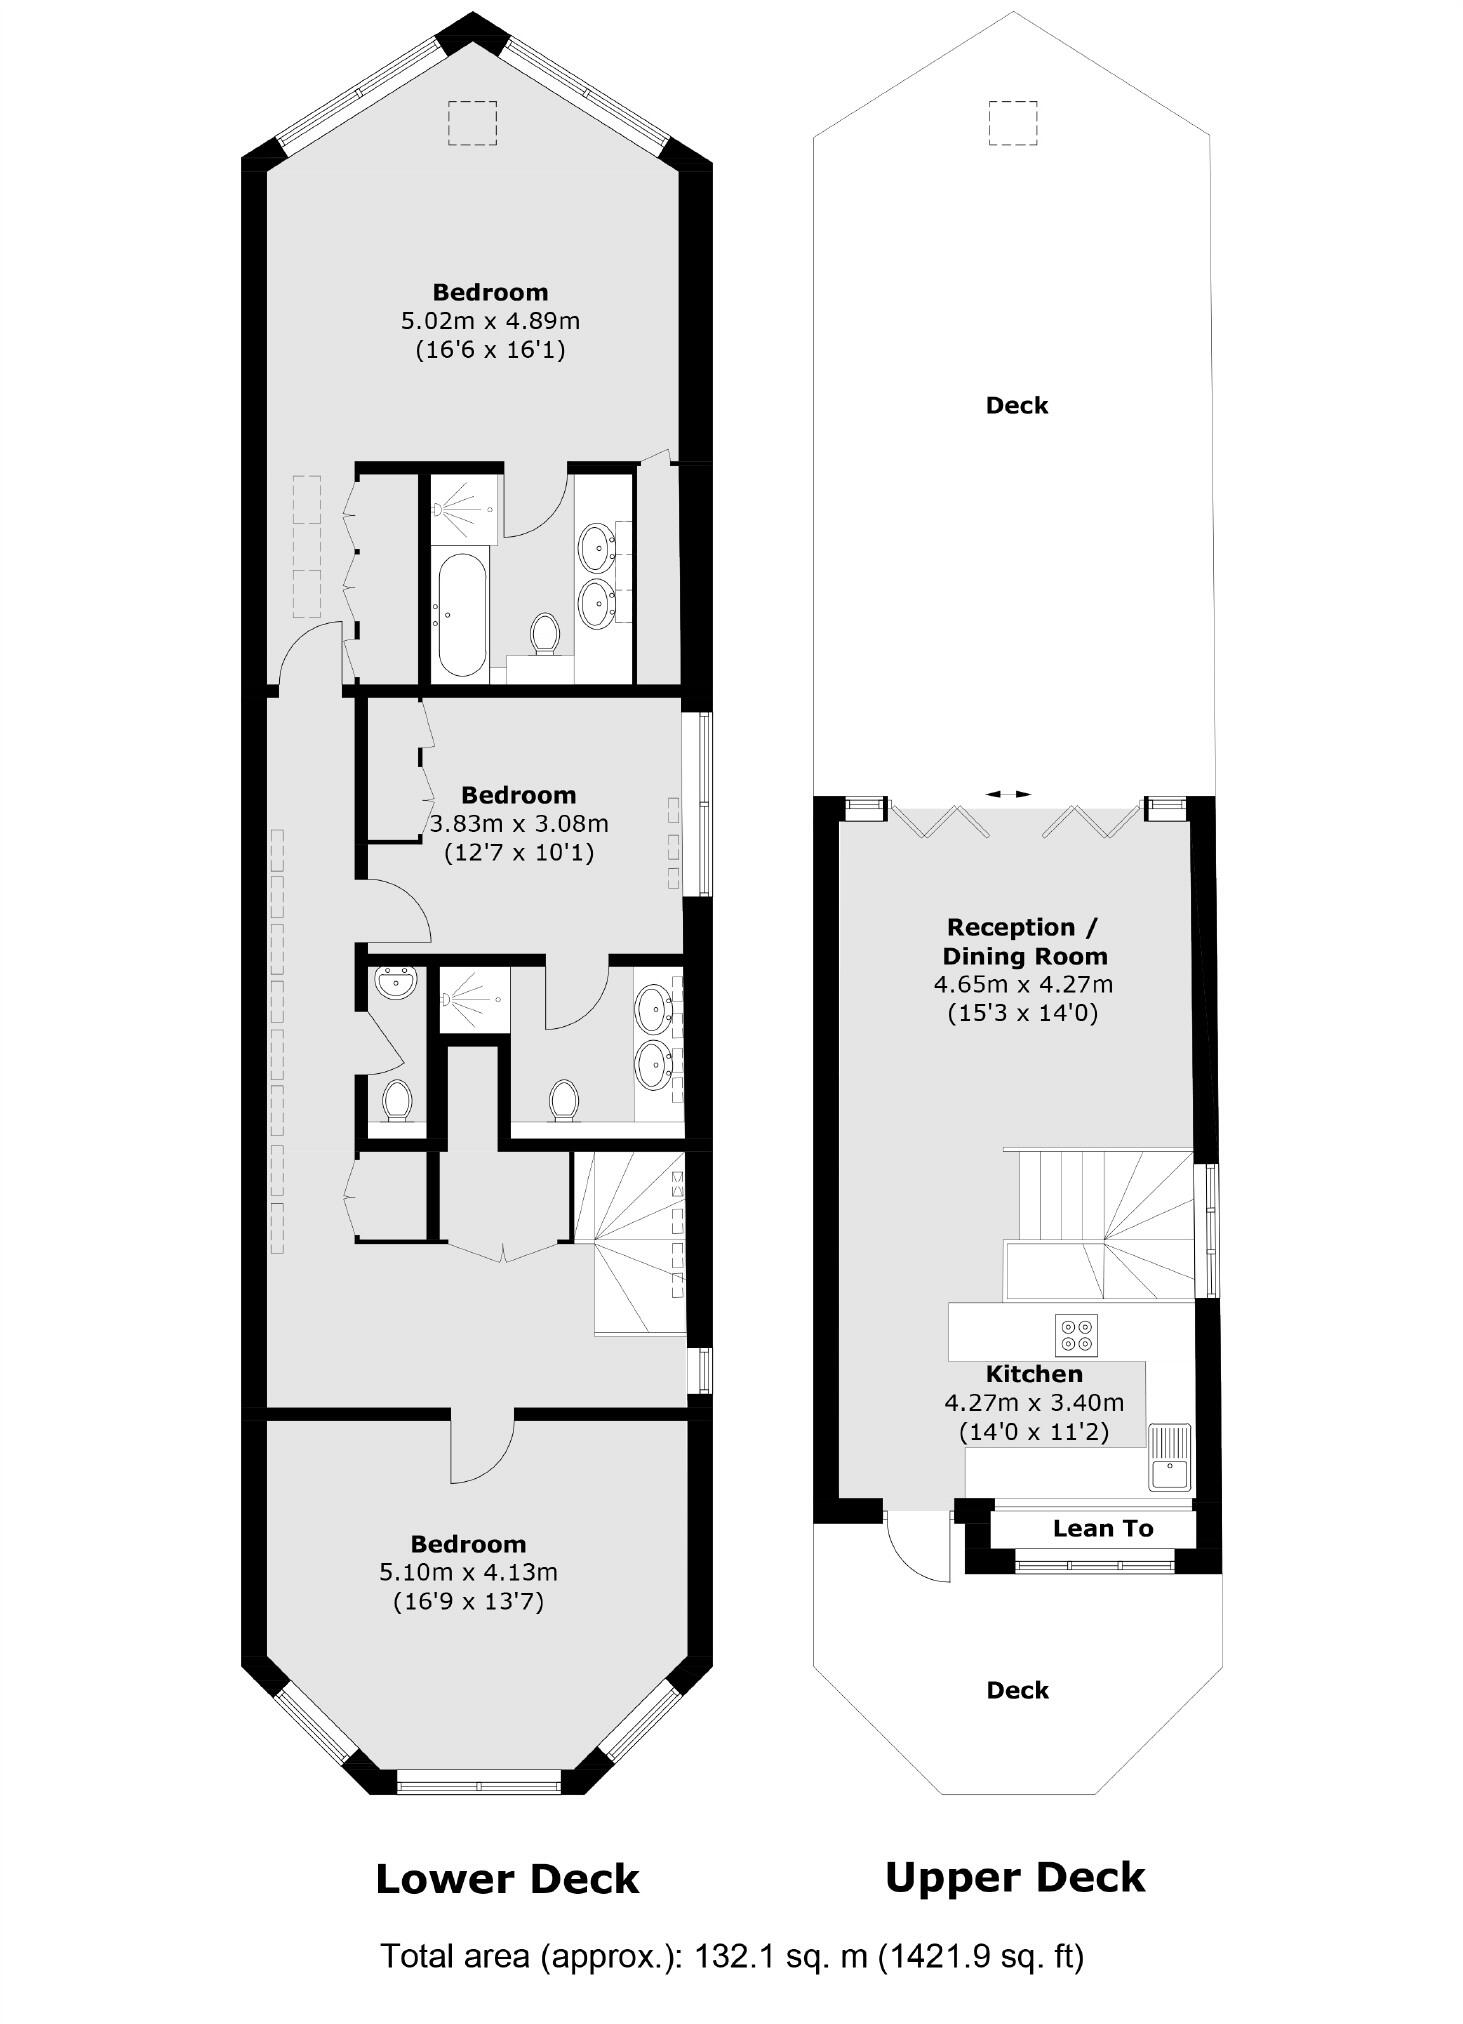 Bedroom
5.02m x 4.89m
(16'6 x 16'1)
Bedroom
3.83m x 3.08m
(12'7 x 10'1)
Bedroom
5.10m x 4.13m
(16'9 x 13'7)
Lower Deck
Deck
Reception /
Dining Room
4.65m x 4.27m
(15'3 x 14'0)
Kitchen
4.27m x 3.40m
(14'0 x 11'2)
Lean To
Deck
Upper Deck
Total area (approx.): 132.1 sq. m (1421.9 sq. ft)